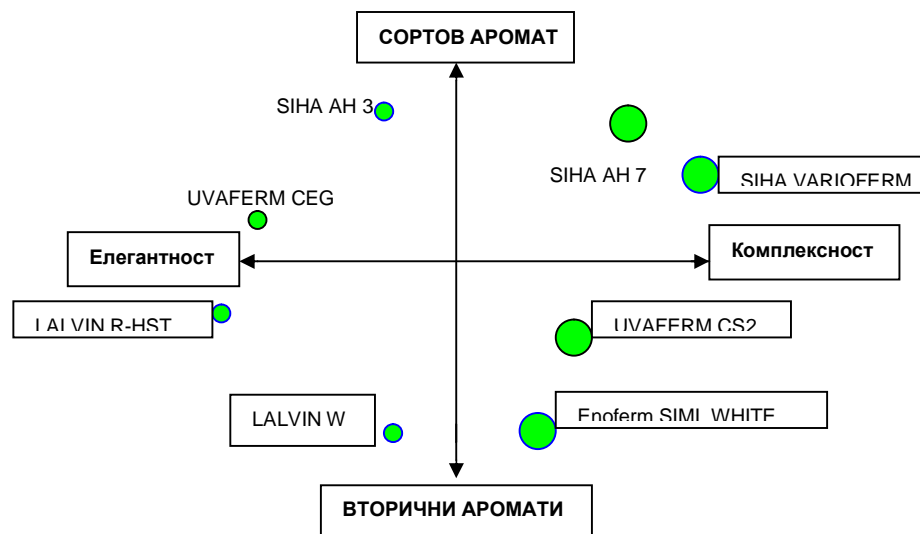 СОРТОВ АРОМАТ
SIHA AH 3
SIHA AH 7
SIHA VARIOFERM
UVAFERM CEG
Елегантност
Комплексност
LALVIN R-HST
UVAFERM CS2
LALVIN W
Enoferm SIMI WHITE
ВТОРИЧНИ АРОМАТИ